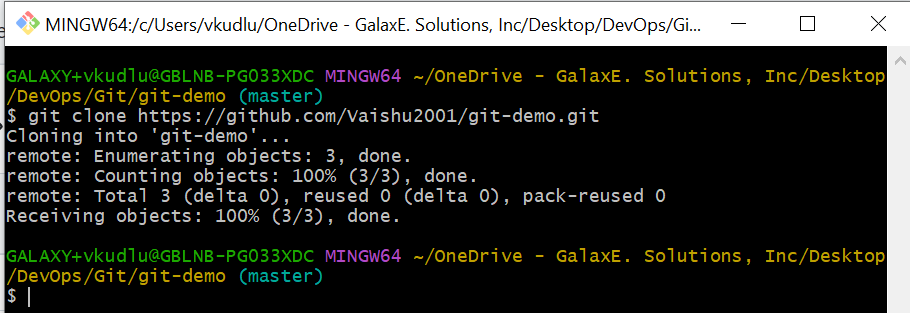 MINGW64:/c/Users/vkudlu/OneDrive - GalaxE. Solutions, Inc/Desktop/DevOps/Gi...
GALAXY+vkudlu@GBLNB-PG033XDC MINGW64 ~/OneDrive - GalaxE. Solutions, Inc/Desktop
/DevOps/Git/git-demo (master)
$ git clone https://github.com/Vaishu2001/git-demo.git
Cloning into 'git-demo'...
remote: Enumerating objects: 3, done.
remote: Counting objects: 100% (3/3), done.
remote: Total 3 (delta 0), reused 0 (delta 0), pack-reused 0
Receiving objects: 100% (3/3), done.
GALAXY+vkudlu@GBLNB-PG033XDC MINGW64 ~/OneDrive - GalaxE. Solutions, Inc/Desktop
/DevOps/Git/git-demo (master)
$